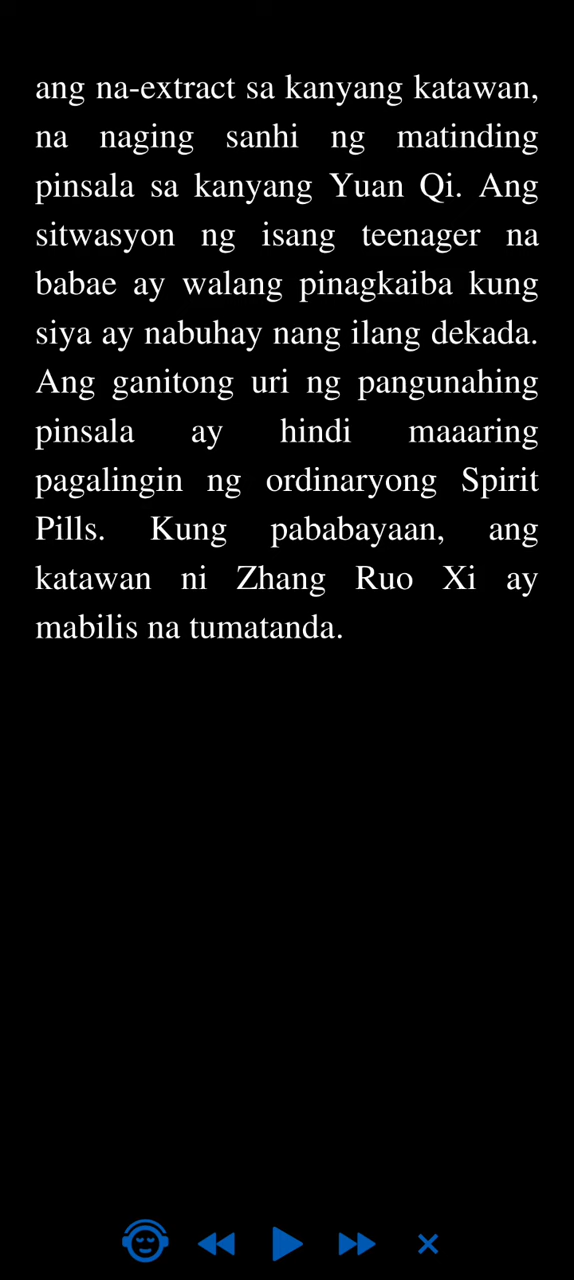 ang na-extract sa kanyang katawan,
na naging sanhi ng matinding
pinsala sa kanyang Yuan Qi. Ang
sitwasyon ng isang teenager na
babae ay walang pinagkaiba kung
siya ay nabuhay nang ilang dekada.
Ang ganitong uri ng pangunahing
pinsala ay hindi maaaring
pagalingin ng ordinaryong Spirit
Pills. Kung pababayaan, ang
katawan ni Zhang Ruo Xi ay
mabilis na tumatanda.